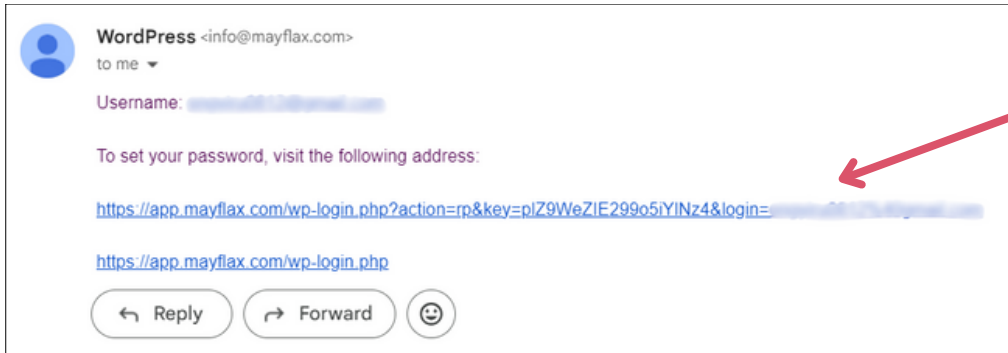 WordPress <info@mayflax.com>
to me
Username:
To set your password, visit the following address:
https://app.mayflax.com/wp-login.php?action=rp&key=plZ9WeZIE299o5iYlNz4&login=
https://app.mayflax.com/wp-login.php
Reply Forward